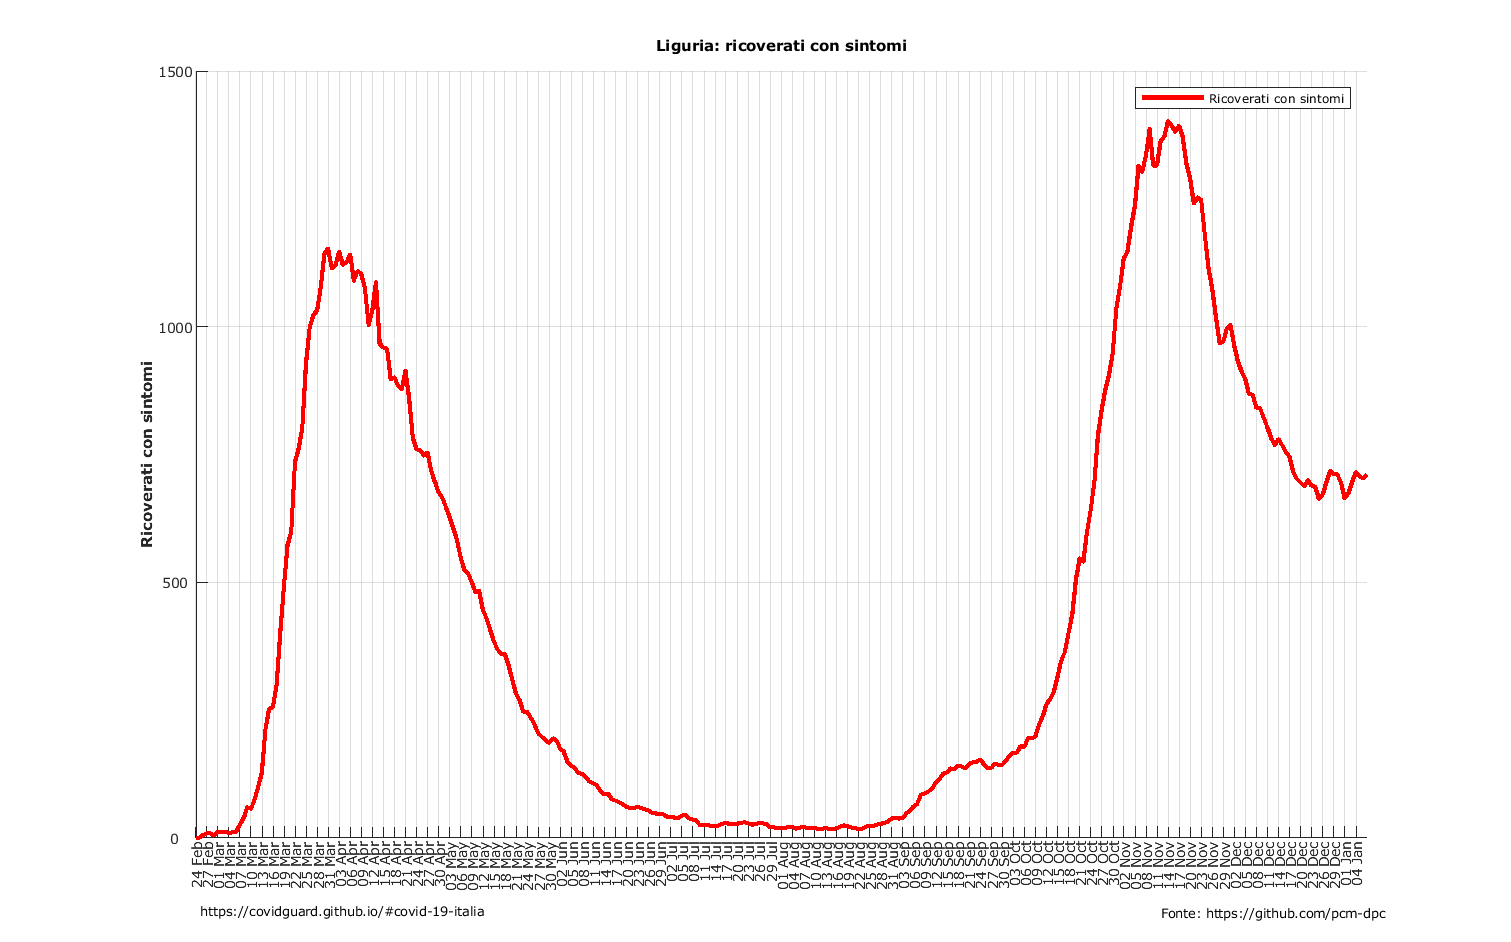 Liguria: ricoverati con sintomi
Ricoverati con sintomi
Ricoverati con sintomi
1500
1000
500
0
24 Feb
27 Feb
01 Mar
04 Mar
07 Mar
10 Mar
13 Mar
16 Mar
19 Mar
22 Mar
25 Mar
28 Mar
31 Mar
03 Apr
06 Apr
09 Apr
12 Apr
15 Apr
18 Apr
21 Apr
24 Apr
27 Apr
30 Apr
03 May
06 May
09 May
12 May
15 May
18 May
21 May
24 May
27 May
30 May
02 Jun
05 Jun
08 Jun
11 Jun
14 Jun
17 Jun
20 Jun
23 Jun
26 Jun
29 Jun
02 Jul
05 Jul
08 Jul
11 Jul
14 Jul
17 Jul
20 Jul
23 Jul
26 Jul
29 Jul
01 Aug
04 Aug
07 Aug
10 Aug
13 Aug
16 Aug
19 Aug
22 Aug
25 Aug
28 Aug
31 Aug
03 Sep
06 Sep
09 Sep
12 Sep
15 Sep
18 Sep
21 Sep
24 Sep
27 Sep
30 Sep
03 Oct
06 Oct
09 Oct
12 Oct
15 Oct
18 Oct
21 Oct
24 Oct
27 Oct
30 Oct
02 Nov
05 Nov
08 Nov
11 Nov
14 Nov
17 Nov
20 Nov
23 Nov
26 Nov
29 Nov
02 Dec
05 Dec
08 Dec
11 Dec
14 Dec
17 Dec
20 Dec
23 Dec
26 Dec
29 Dec
01 Jan
04 Jan
https://covidguard.github.io/#covid-19-italia
Fonte: https://github.com/pcm-dpc